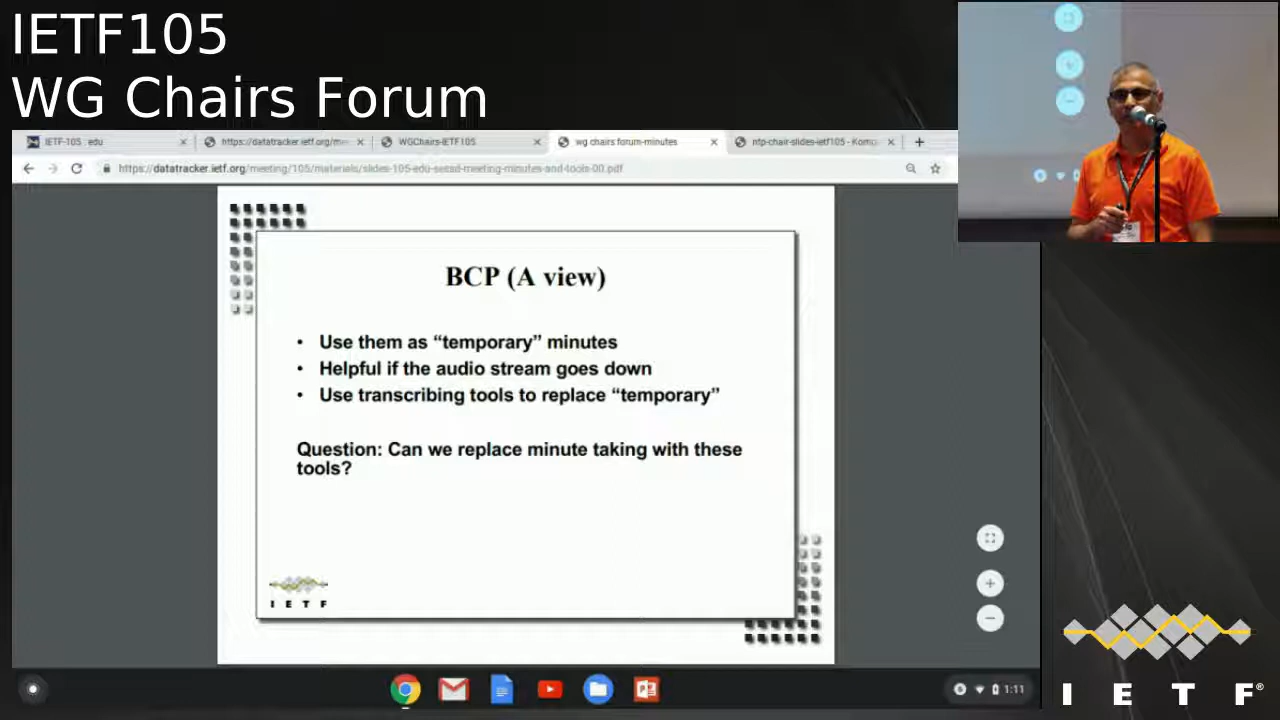 IETF105
WG Chairs Forum
IETF-105 : edu
WGChairs-IETF105
wg chairs forum-minutes
https://datatracker.ietf.org/meeting/105/materials/slides-105-edu-sessd-meeting-minutes-and-tools-00.pdf
BCP (A view)
• Use them as “temporary” minutes
• Helpful if the audio stream goes down
• Use transcribing tools to replace “temporary”
Question: Can we replace minute taking with these
tools?
I E T F
1:11
I E T F®